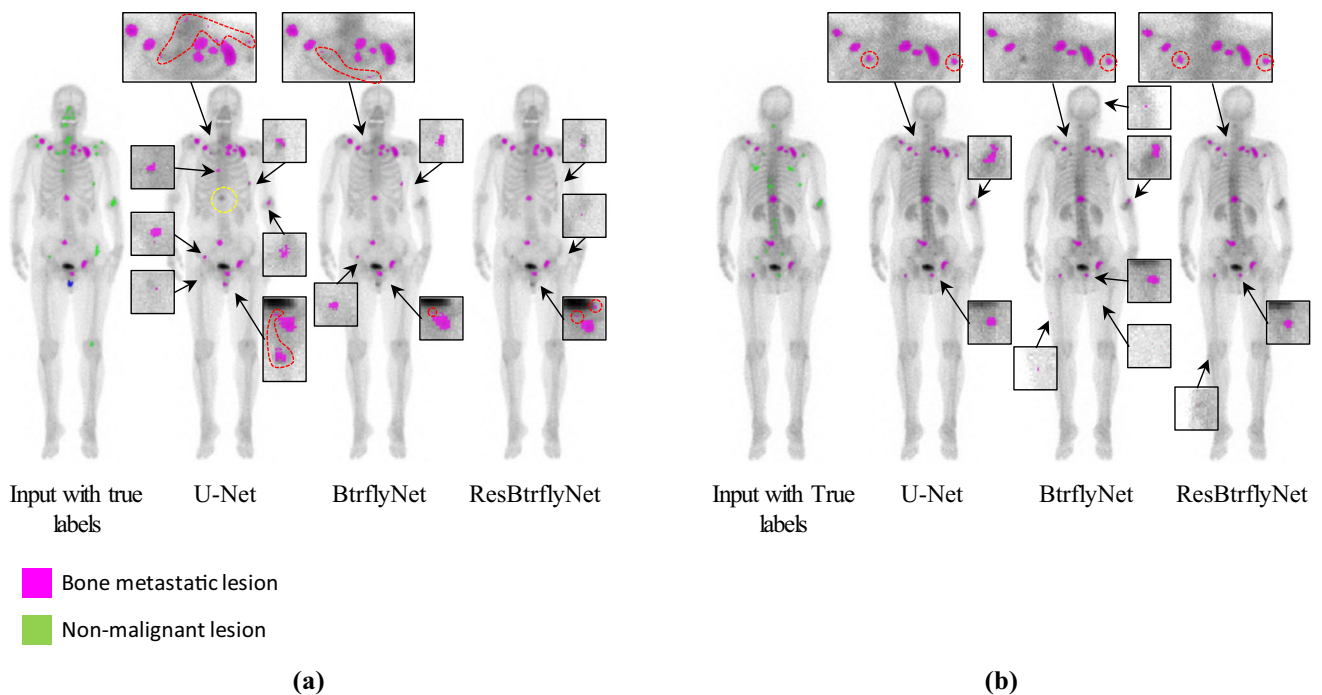 Input with true
labels
U-Net
BtrflyNet
ResBtrflyNet
Bone metastatic lesion
Non-malignant lesion
(a)
Input with True
labels
U-Net
BtrflyNet
ResBtrflyNet
(b)